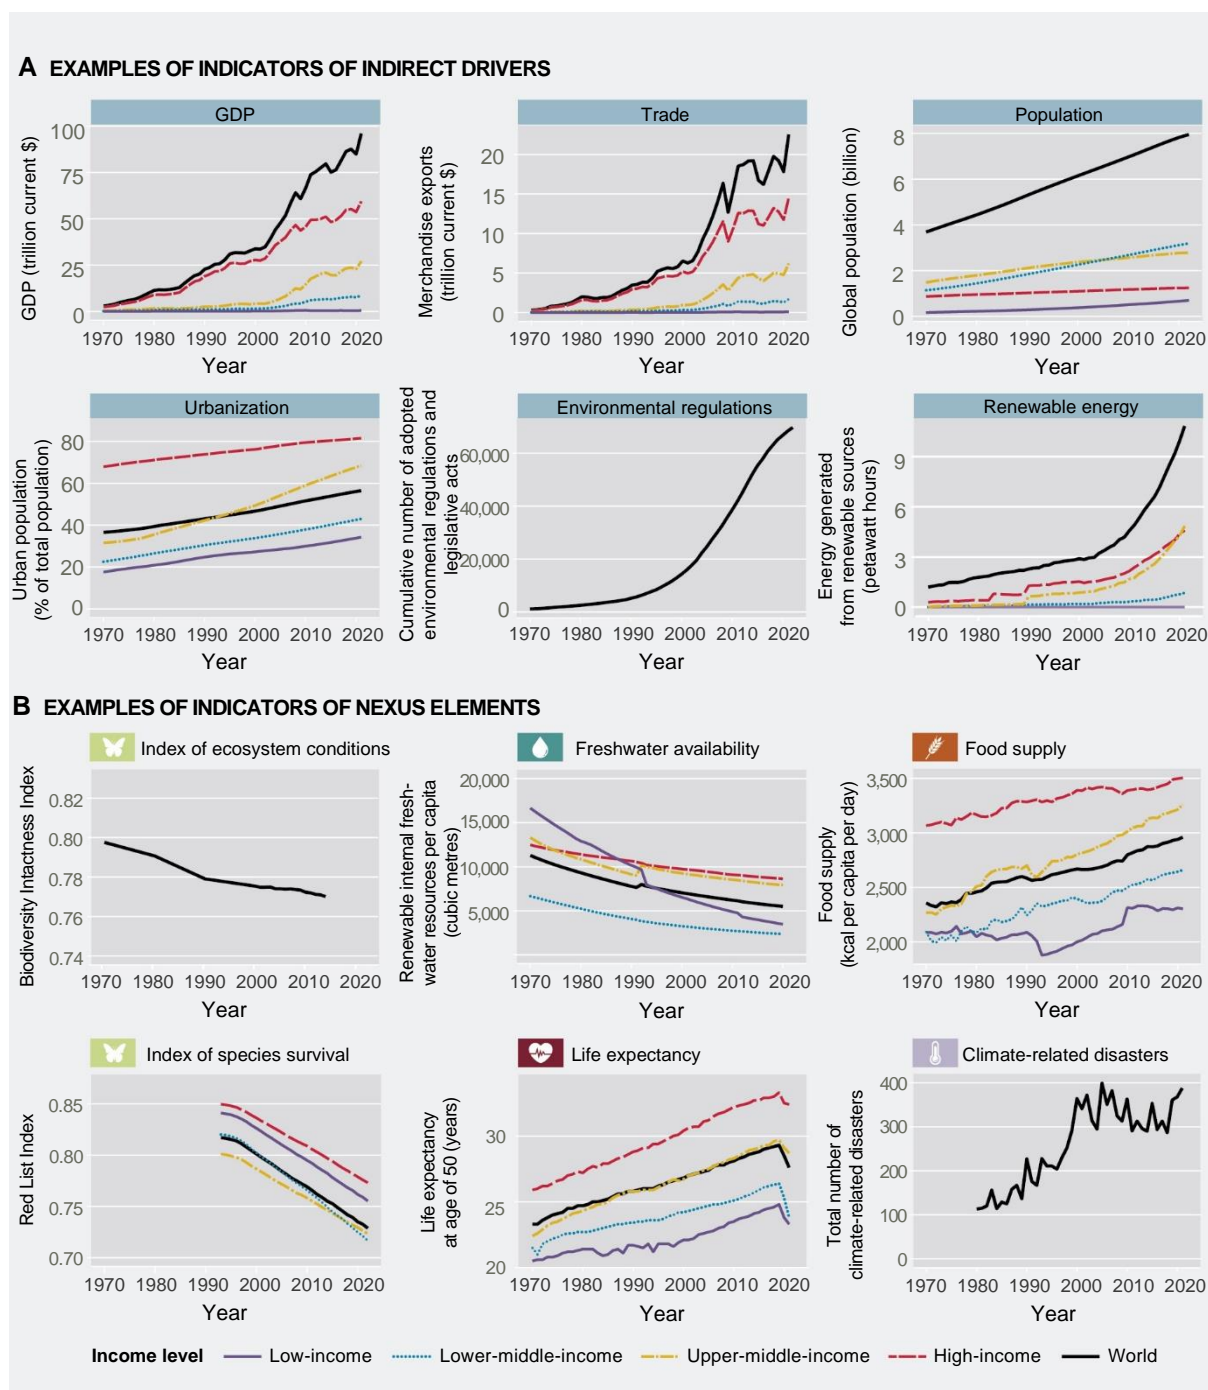 A EXAMPLES OF INDICATORS OF INDIRECT DRIVERS
GDP
GDP (trillion current $)
100
75
50
25
0
1970 1980 1990 2000 2010 2020
Year
Trade
Merchandise exports
(trillion current $)
20
15
10
5
0
1970 1980 1990 2000 2010 2020
Year
Population
Global population (billion)
8
6
4
2
0
1970 1980 1990 2000 2010 2020
Year
Urbanization
Urban population
(% of total population)
80
60
40
20
0
1970 1980 1990 2000 2010 2020
Year
Environmental regulations
Cumulative number of adopted
environmental regulations and
legislative acts
60,000
40,000
20,000
0
1970 1980 1990 2000 2010 2020
Year
Renewable energy
Energy generated
from renewable sources
(petawatt hours)
9
6
3
0
1970 1980 1990 2000 2010 2020
Year
B EXAMPLES OF INDICATORS OF NEXUS ELEMENTS
Index of ecosystem conditions
Biodiversity Intactness Index
0.82
0.80
0.78
0.76
0.74
1970 1980 1990 2000 2010 2020
Year
Freshwater availability
Renewable internal fresh-
water resources per capita
(cubic metres)
20,000
15,000
10,000
5,000
1970 1980 1990 2000 2010 2020
Year
Food supply
Food supply
(kcal per capita per day)
3,500
3,000
2,500
2,000
1970 1980 1990 2000 2010 2020
Year
Index of species survival
Red List Index
0.85
0.80
0.75
0.70
1970 1980 1990 2000 2010 2020
Year
Life expectancy
Life expectancy
at age of 50 (years)
30
25
20
1970 1980 1990 2000 2010 2020
Year
Climate-related disasters
Total number of
climate-related disasters
400
300
200
100
0
1970 1980 1990 2000 2010 2020
Year
Income level Low-income Lower-middle-income Upper-middle-income High-income World